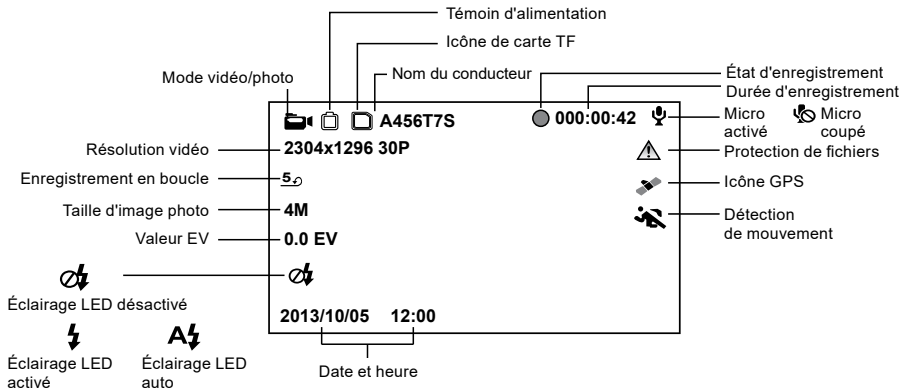 Témoin d'alimentation
Icône de carte TF
Nom du conducteur
Mode vidéo/photo
État d'enregistrement
Durée d'enregistrement
A456T7S
000:00:42
Micro activé
Micro coupé
Résolution vidéo
2304x1296 30P
Protection de fichiers
Enregistrement en boucle
5
Icône GPS
Taille d'image photo
4M
Détection
de mouvement
Valeur EV
0.0 EV
Éclairage LED désactivé
2013/10/05 12:00
A
Éclairage LED
activé
Éclairage LED
auto
Date et heure